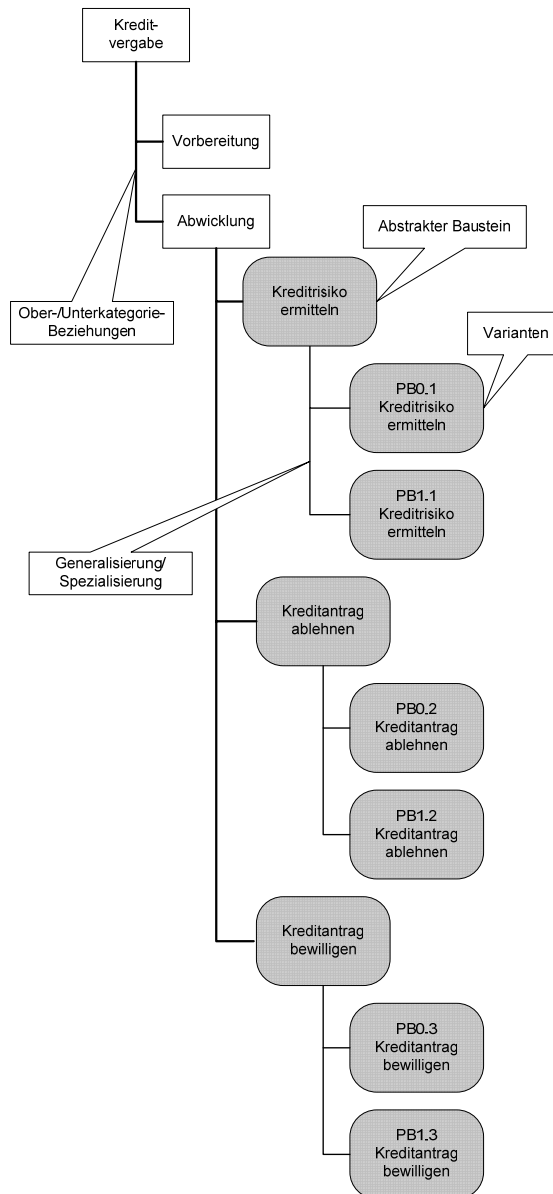 Kredit-
vergabe
Vorbereitung
Abwicklung
Abstrakter Baustein
Kreditrisiko
ermitteln
Ober-/Unterkategorie-
Beziehungen
Varianten
PB0.1
Kreditrisiko
ermitteln
PB1.1
Kreditrisiko
ermitteln
Generalisierung/
Spezialisierung
Kreditantrag
ablehnen
PB0.2
Kreditantrag
ablehnen
PB1.2
Kreditantrag
ablehnen
Kreditantrag
bewilligen
PB0.3
Kreditantrag
bewilligen
PB1.3
Kreditantrag
bewilligen